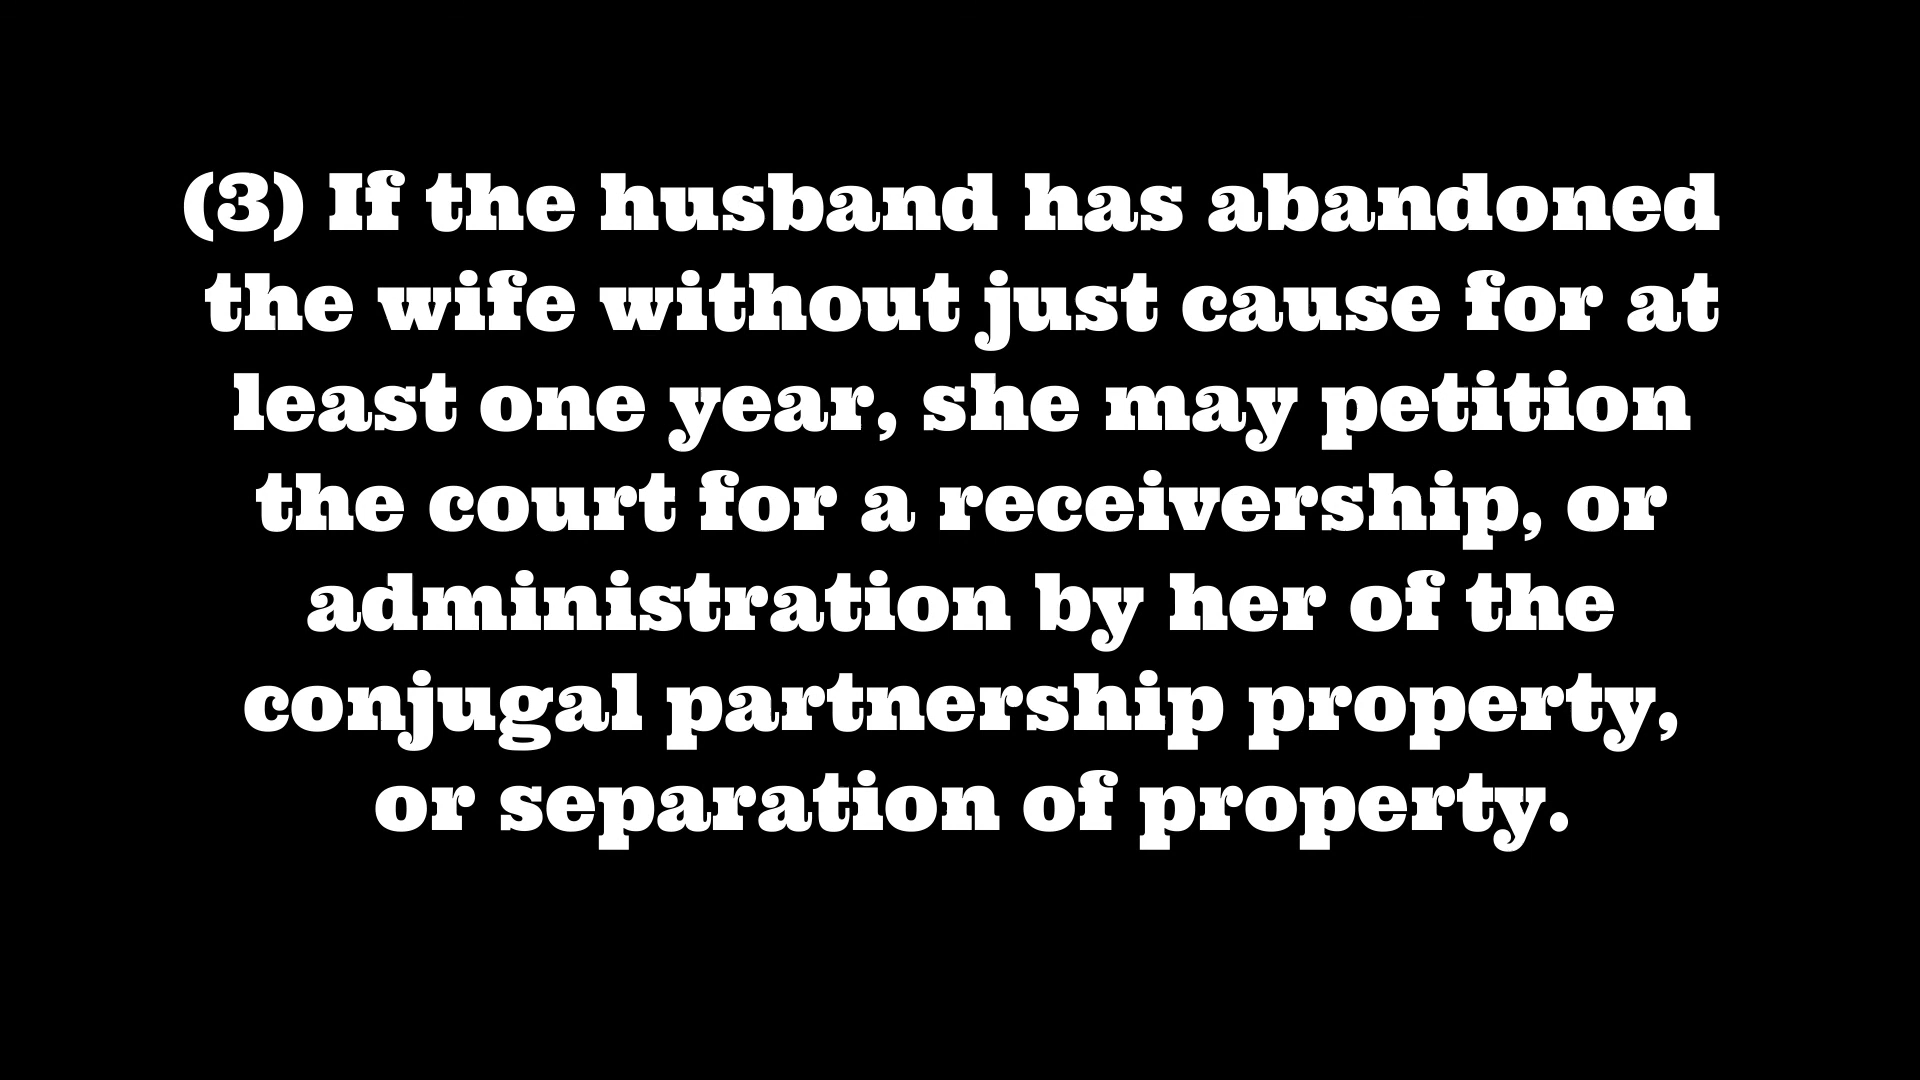 (3) If the husband has abandoned
the wife without just cause for at
least one year, she may petition
the court for a receivership, or
administration by her of the
conjugal partnership property,
or separation of property.